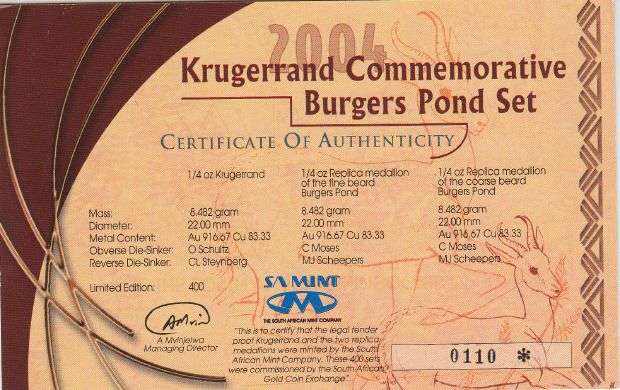 2004
Krugerrand Commemorative
Burgers Pond Set
CERTIFICATE OF AUTHENTICITY
1/4 oz Krugerrand 1/4 oz Replica medallion of the fine beard Burgers Pond 1/4 oz Replica medallion of the coarse beard Burgers Pond
Mass: 8.482 gram 8.482 gram 8.482 gram
Diameter: 22.00 mm 22.00 mm 22.00 mm
Metal Content: Au 916.67 Cu 83.33 Au 916.67 Cu 83.33 Au 916.67 Cu 83.33
Obverse Die-Sinker: O Schultz C Moses C Moses
Reverse Die-Sinker: CL Steynberg MJ Scheepers MJ Scheepers
Limited Edition: 400
SA MINT
THE SOUTH AFRICAN MINT COMPANY
A Mvinjelwa
Managing Director
"This is to certify that the legal tender
proof Krugerrand and the two replica
medallions were minted by the South
African Mint Company. These 400 sets
were commissioned by the South African
Gold Coin Exchange"
0110 *